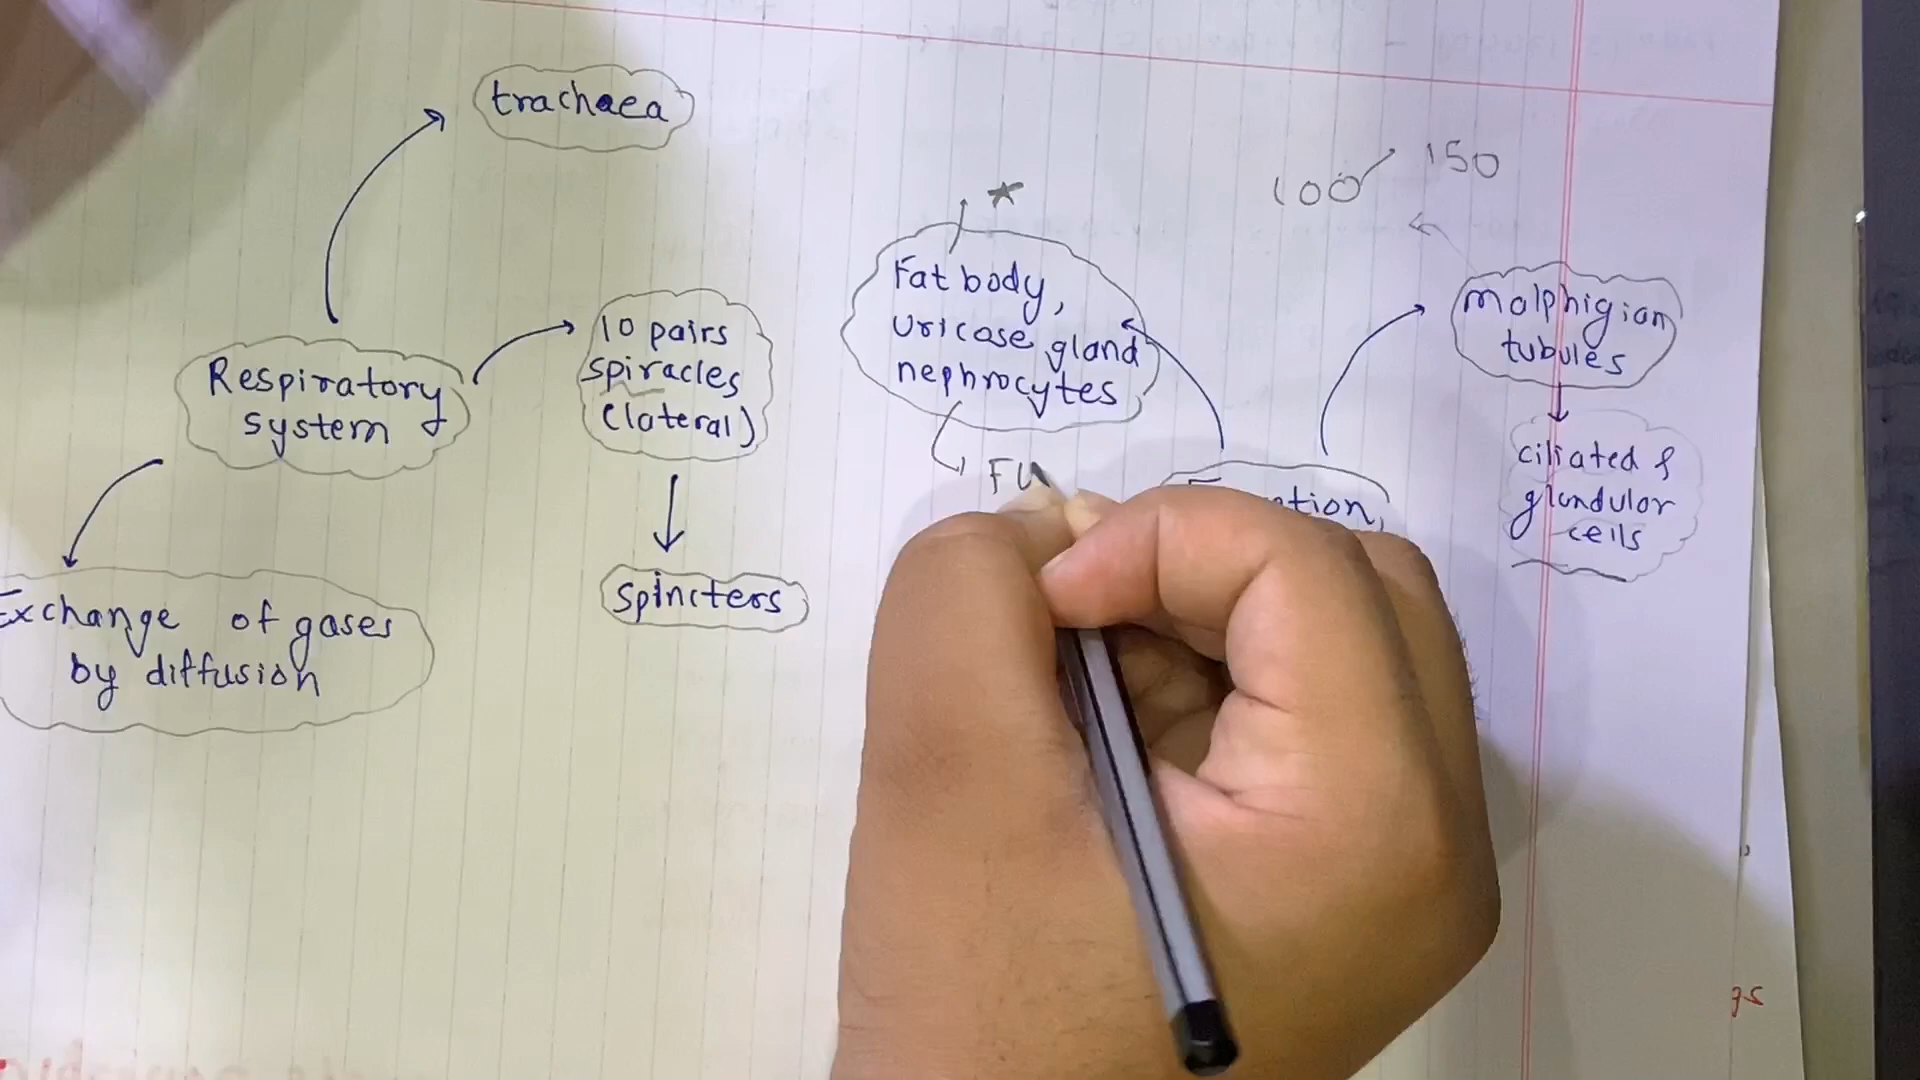 trachaea
100 150
Fat body,
uricase gland
nephrocytes
malphigian
tubules
10 pairs
spiracles
(lateral)
Respiratory
system
ciliated &
glandular
cells
FU
Spincters
Exchange of gases
by diffusion